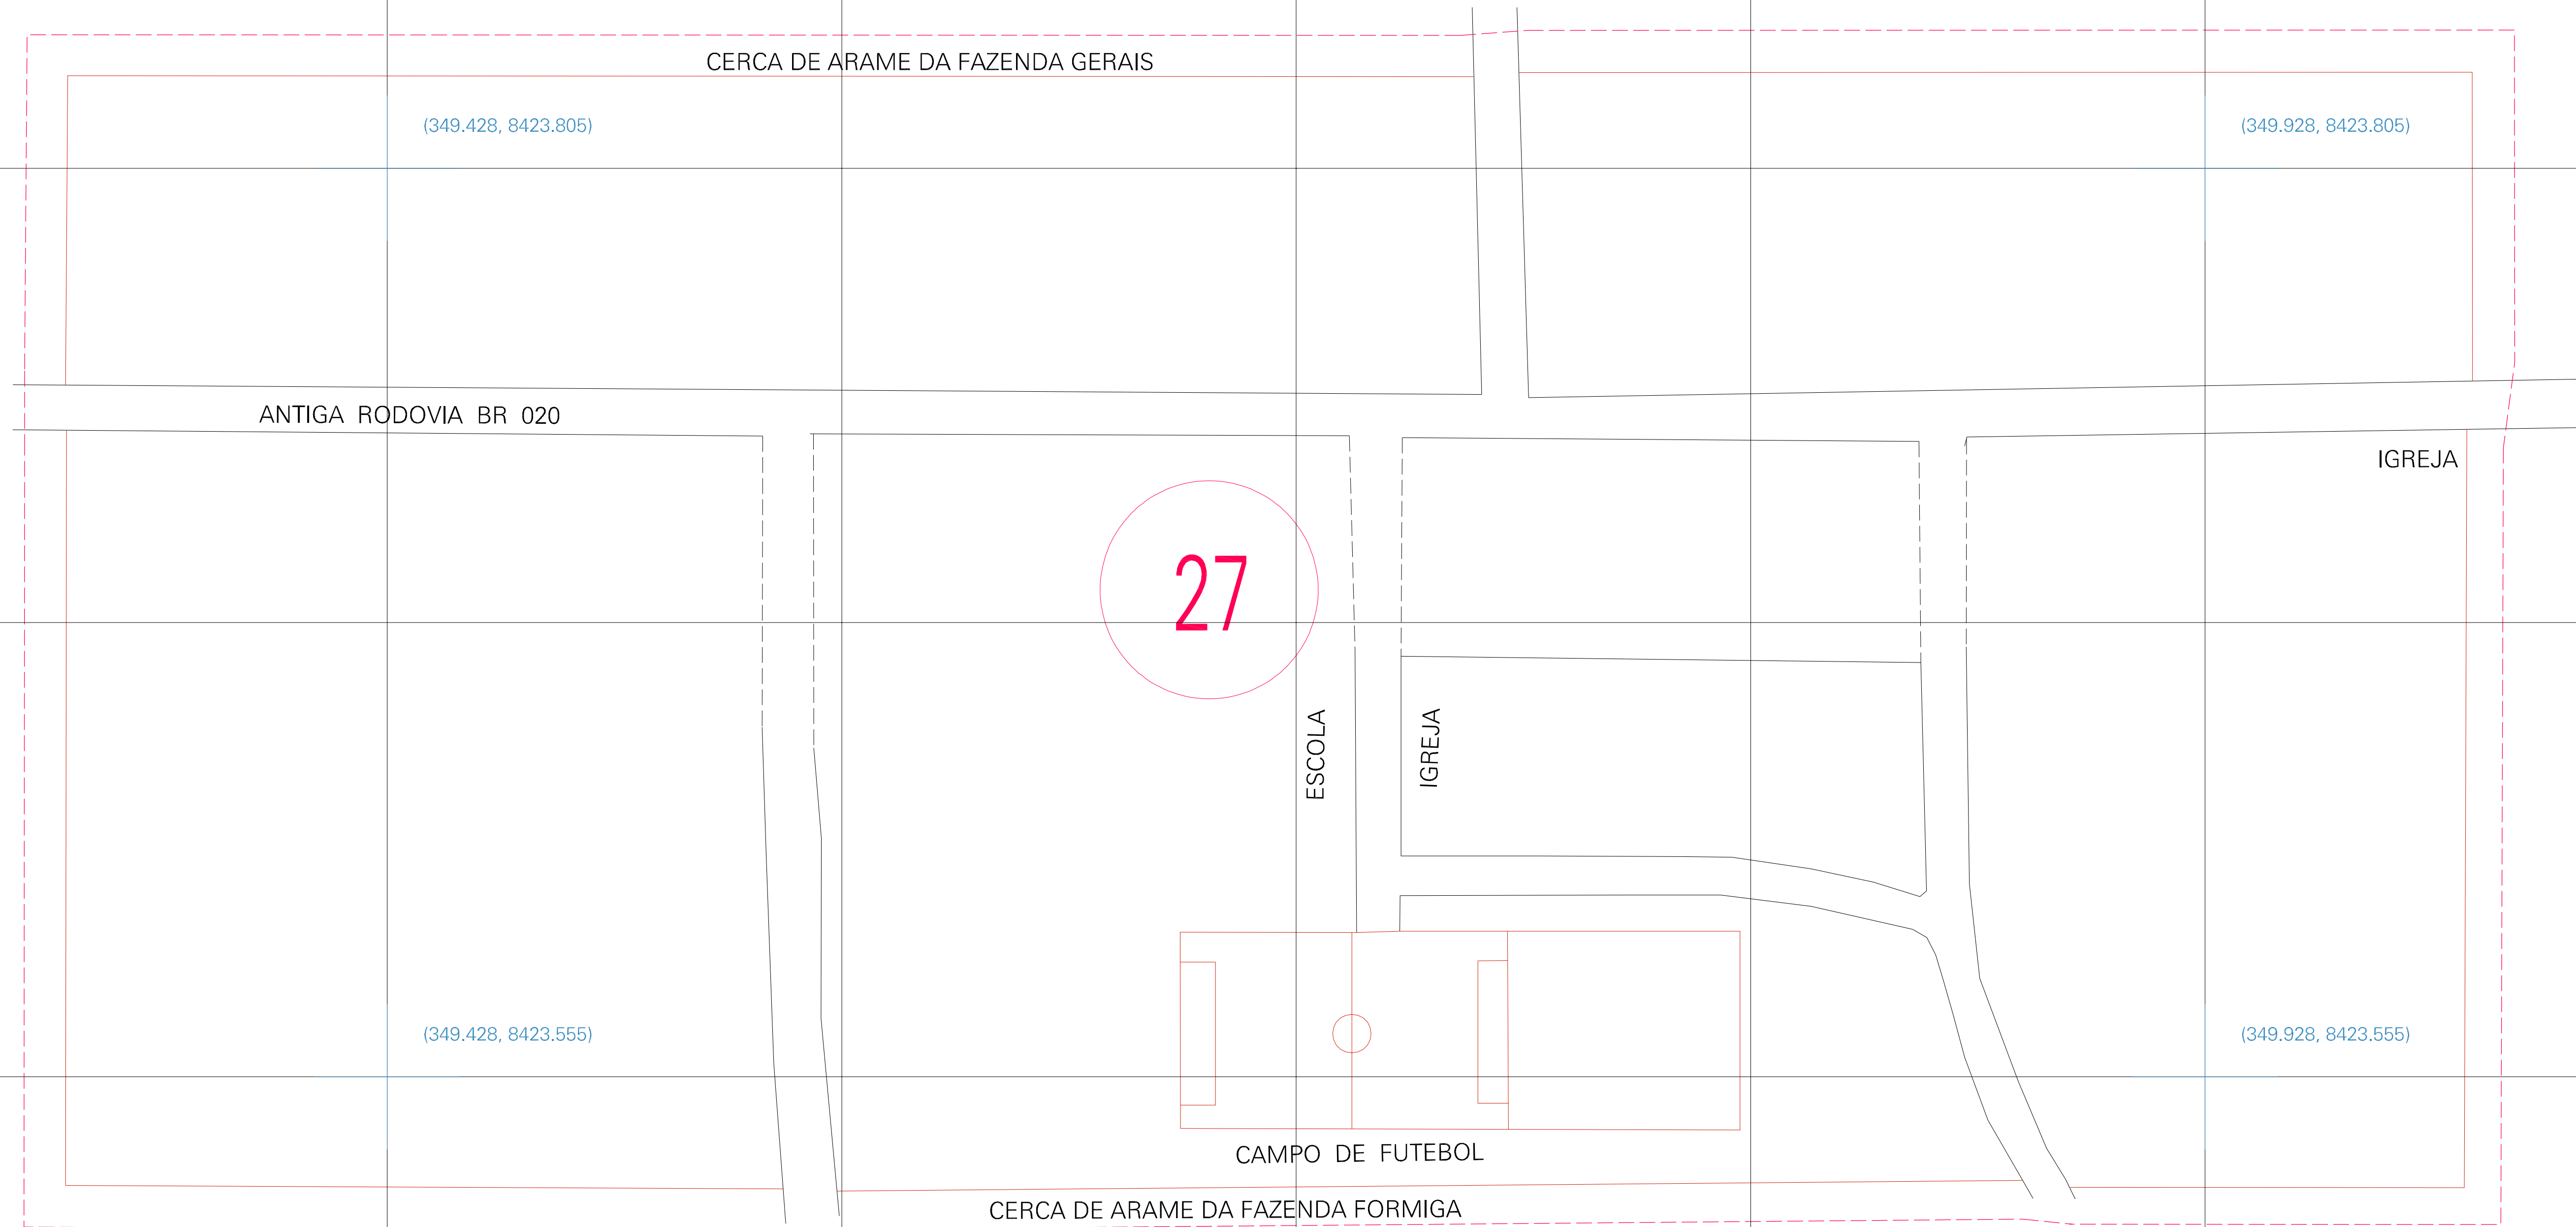 CERCA DE ARAME DA FAZENDA GERAIS
(349.428, 8423.805)
(349.928, 8423.805)
ANTIGA RODOVIA BR 020
IGREJA
27
ESCOLA
IGREJA
(349.428, 8423.555)
(349.928, 8423.555)
CAMPO DE FUTEBOL
CERCA DE ARAME DA FAZENDA FORMIGA